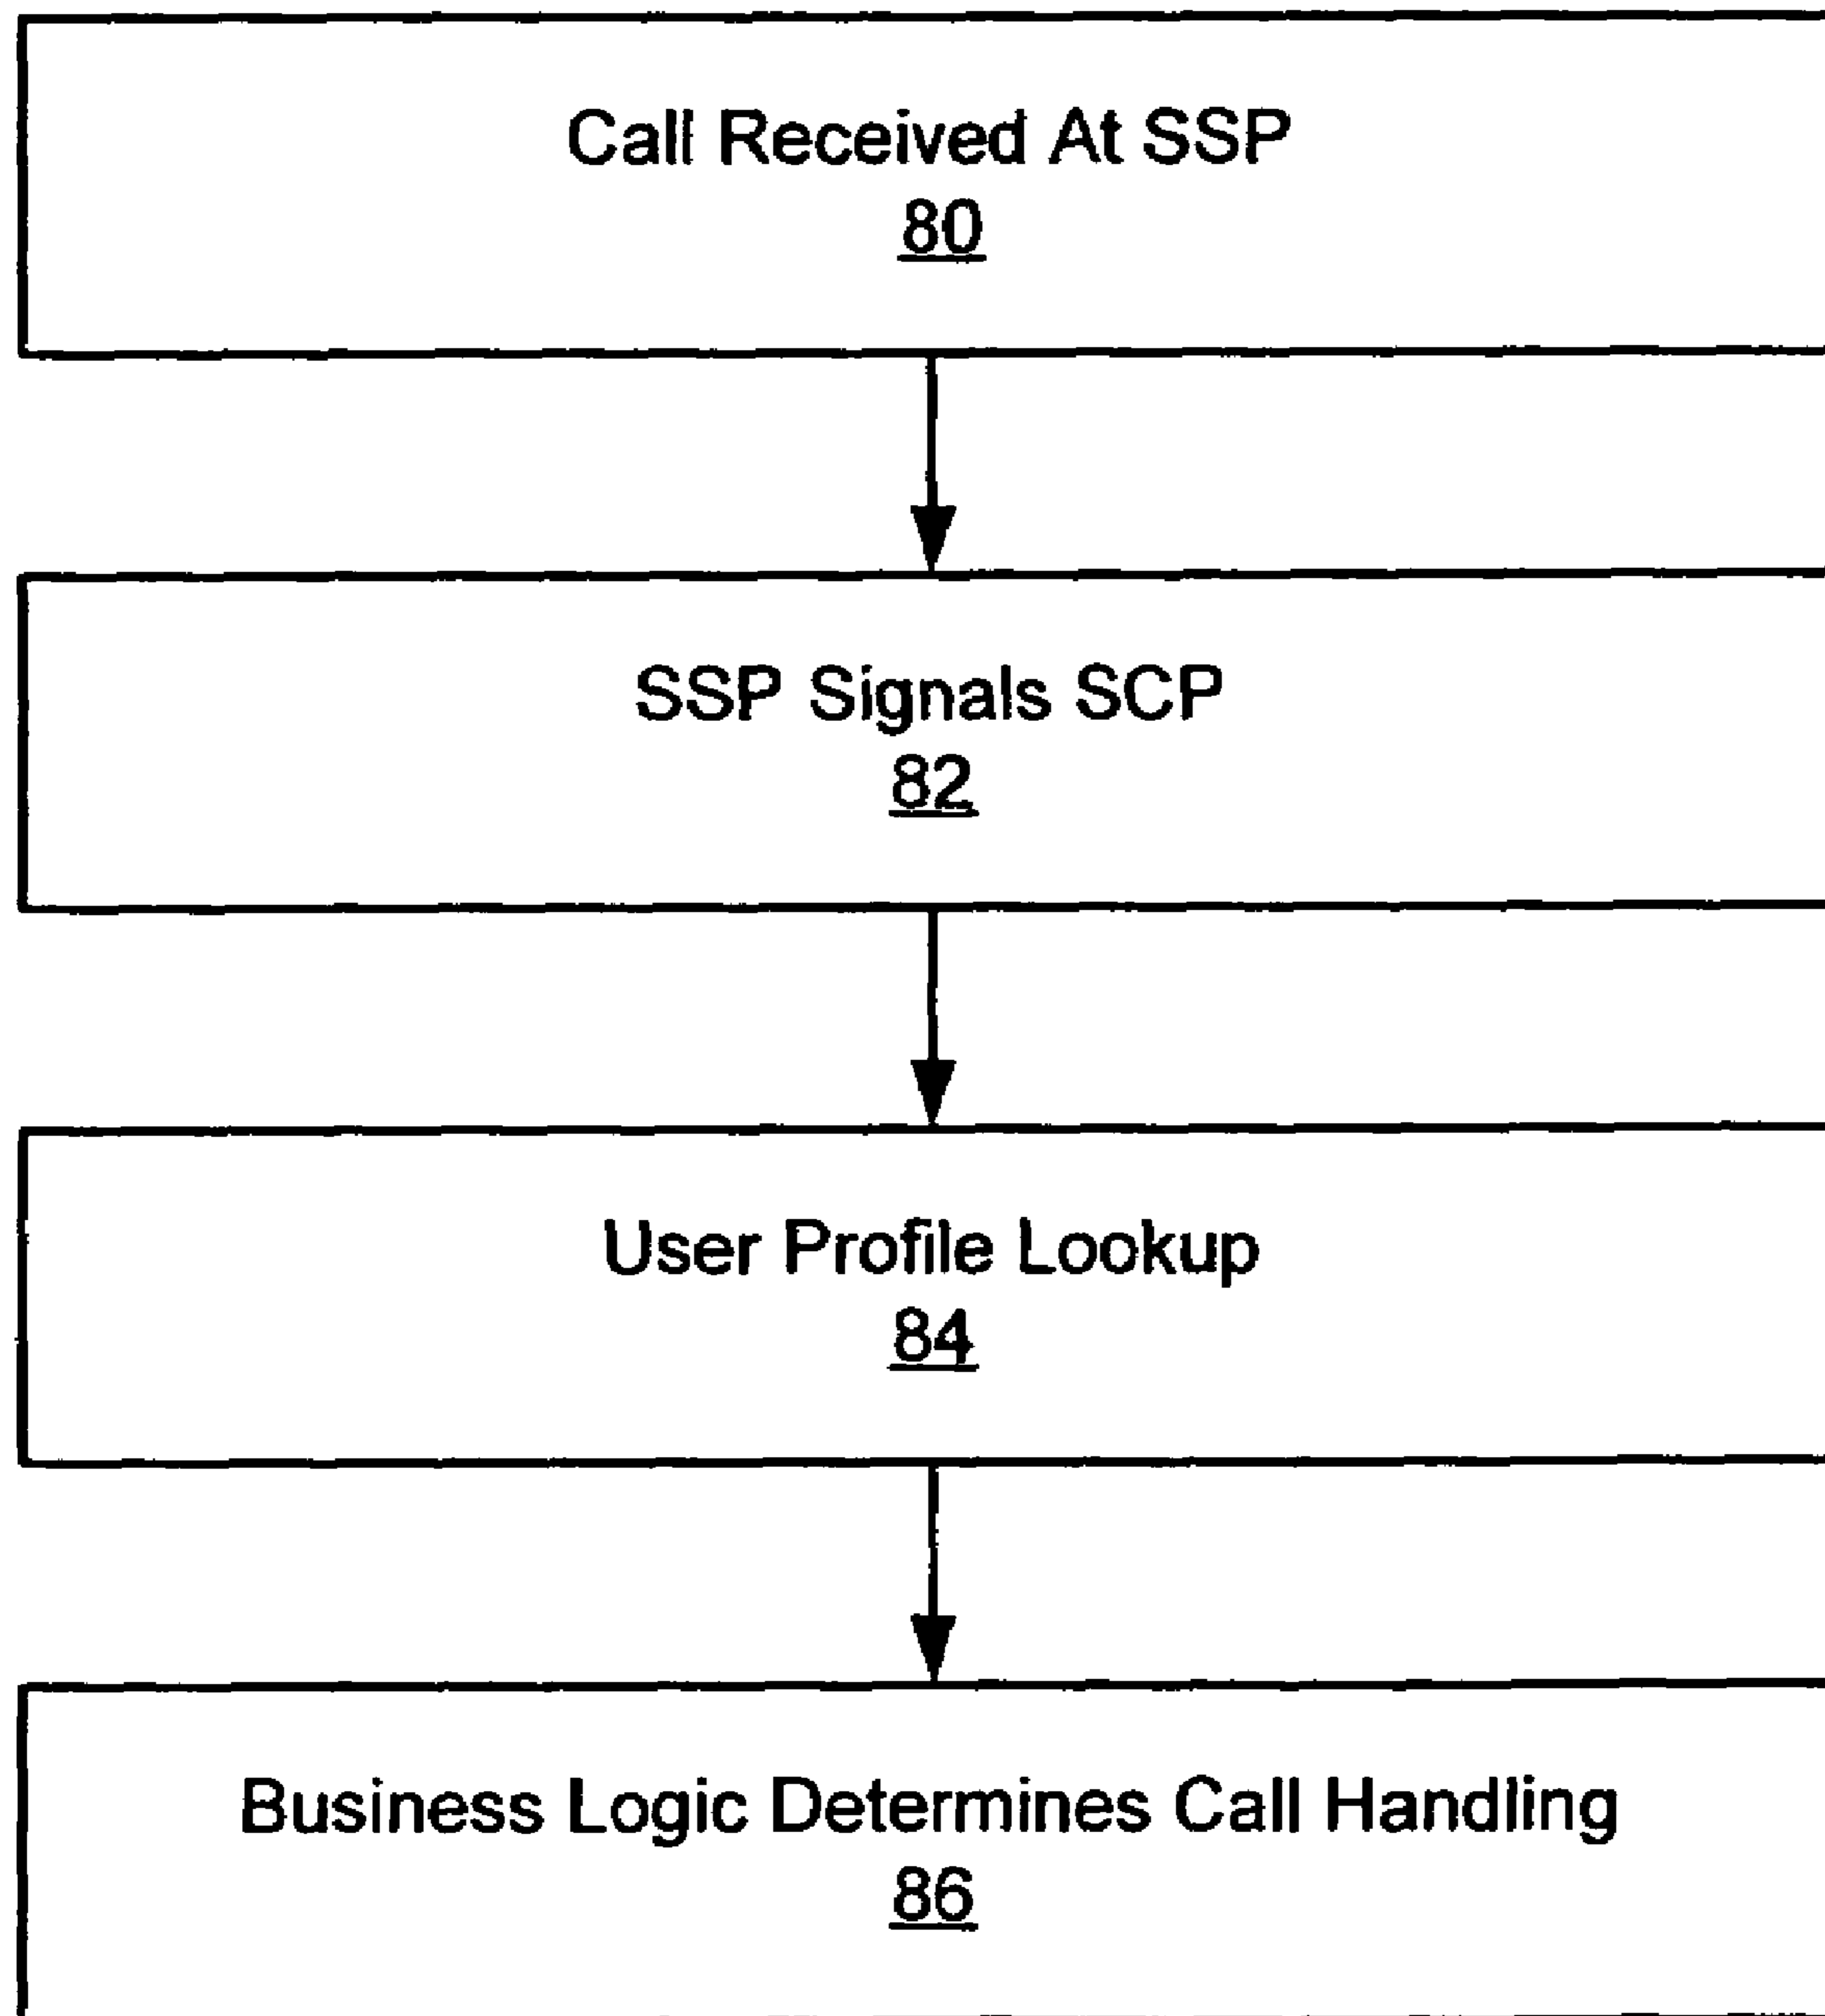 Call Received At SSP
80
SSP Signals SCP
82
User Profile Lookup
84
Business Logic Determines Call Handling
86